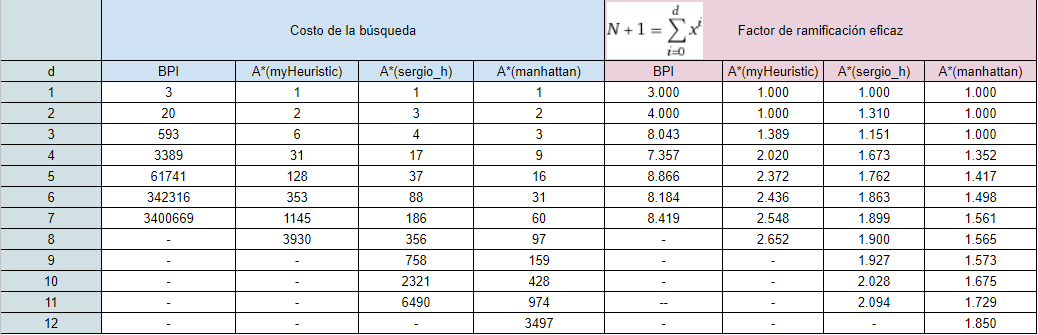 Costo de la búsqueda N + 1 = \sum_{i=0}^{d} x^i Factor de ramificación eficaz
d BPI A*(myHeuristic) A*(sergio_h) A*(manhattan) BPI A*(myHeuristic) A*(sergio_h) A*(manhattan)
1 3 1 1 1 3.000 1.000 1.000 1.000
2 20 2 3 2 4.000 1.000 1.310 1.000
3 593 6 4 3 8.043 1.389 1.151 1.000
4 3389 31 17 9 7.357 2.020 1.673 1.352
5 61741 128 37 16 8.866 2.372 1.762 1.417
6 342316 353 88 31 8.184 2.436 1.863 1.498
7 3400669 1145 186 60 8.419 2.548 1.899 1.561
8 - 3930 356 97 - 2.652 1.900 1.565
9 - - 758 159 - - 1.927 1.573
10 - - 2321 428 - - 2.028 1.675
11 - - 6490 974 -- - 2.094 1.729
12 - - - 3497 - - - 1.850